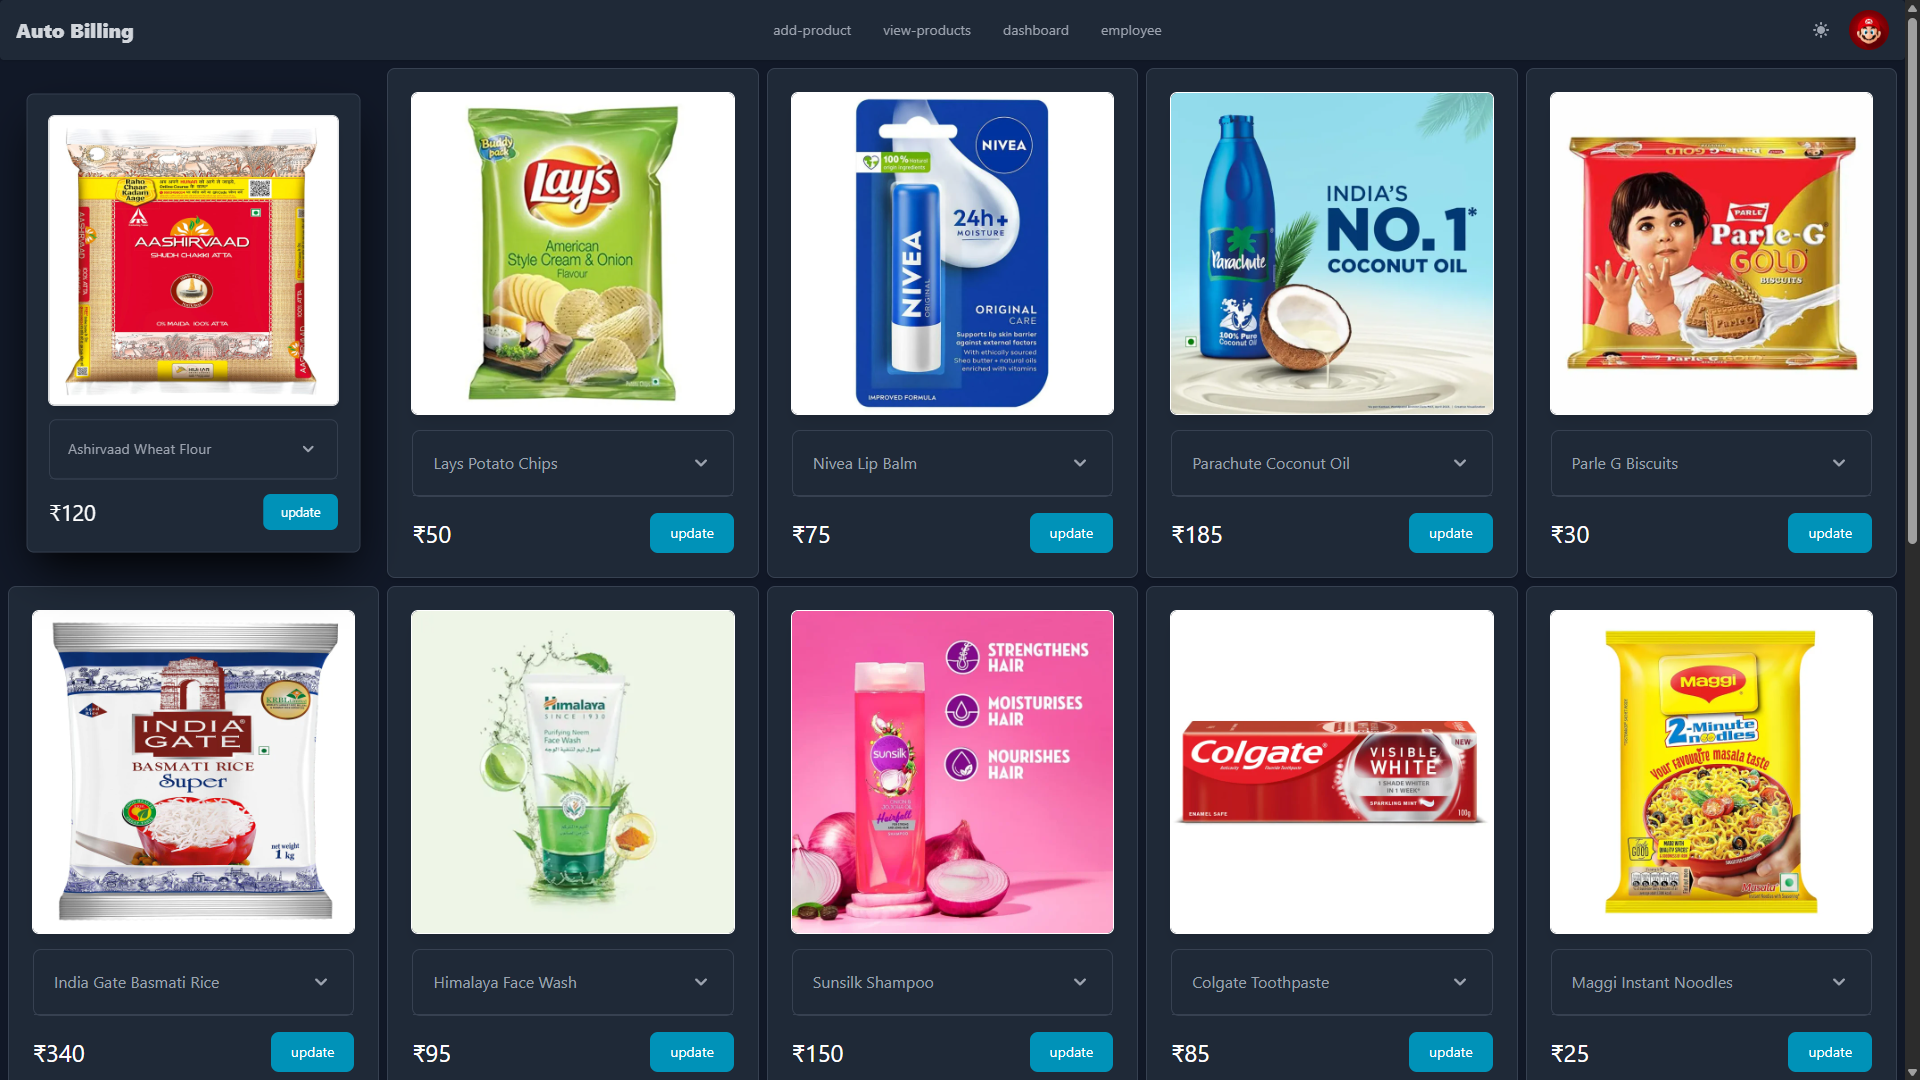 Auto Billing
add-product
view-products
dashboard
employee
Raho
Chaar
Kadam
Aage
AASHIRVAAD
SHUDH CHAKKI ATTA
0% MAIDA 100% ATTA
Ashirvaad Wheat Flour
₹120
update
Buddy
pack
Lay's
American
Style Cream & Onion
Flavour
Lays Potato Chips
₹50
update
NIVEA
100% Natural
origin ingredients
24h+
MOISTURE
NIVEA
ORIGINAL
ORIGINAL
CARE
Supports lip skin barrier
against external factors
With ethically sourced
Shea butter + natural oils
enriched with vitamins
IMPROVED FORMULA
Nivea Lip Balm
₹75
update
INDIA'S
NO.1*
COCONUT OIL
Parachute
100% Pure
Coconut Oil
Parachute Coconut Oil
₹185
update
Parle-G GOLD
PARLE
Parle-G
GOLD
BISCUITS
Parle-G
Parle-G GOLD
Parle G Biscuits
₹30
update
INDIA
GATE
BASMATI RICE
Super
net weight
1 kg
India Gate Basmati Rice
₹340
update
Himalaya
SINCE 1930
Purifying Neem
Face Wash
Himalaya Face Wash
₹95
update
STRENGTHENS
HAIR
MOISTURISES
HAIR
NOURISHES
HAIR
sunsilk
Hairfall
Sunsilk Shampoo
₹150
update
Colgate
VISIBLE
WHITE
NEW
1 SHADE WHITER
IN 1 WEEK*
SPARKLING MINT
ENAMEL SAFE
100g
Colgate Toothpaste
₹85
update
Maggi
2-Minute
noodles
Your favourite masala taste
Masala
Maggi Instant Noodles
₹25
update